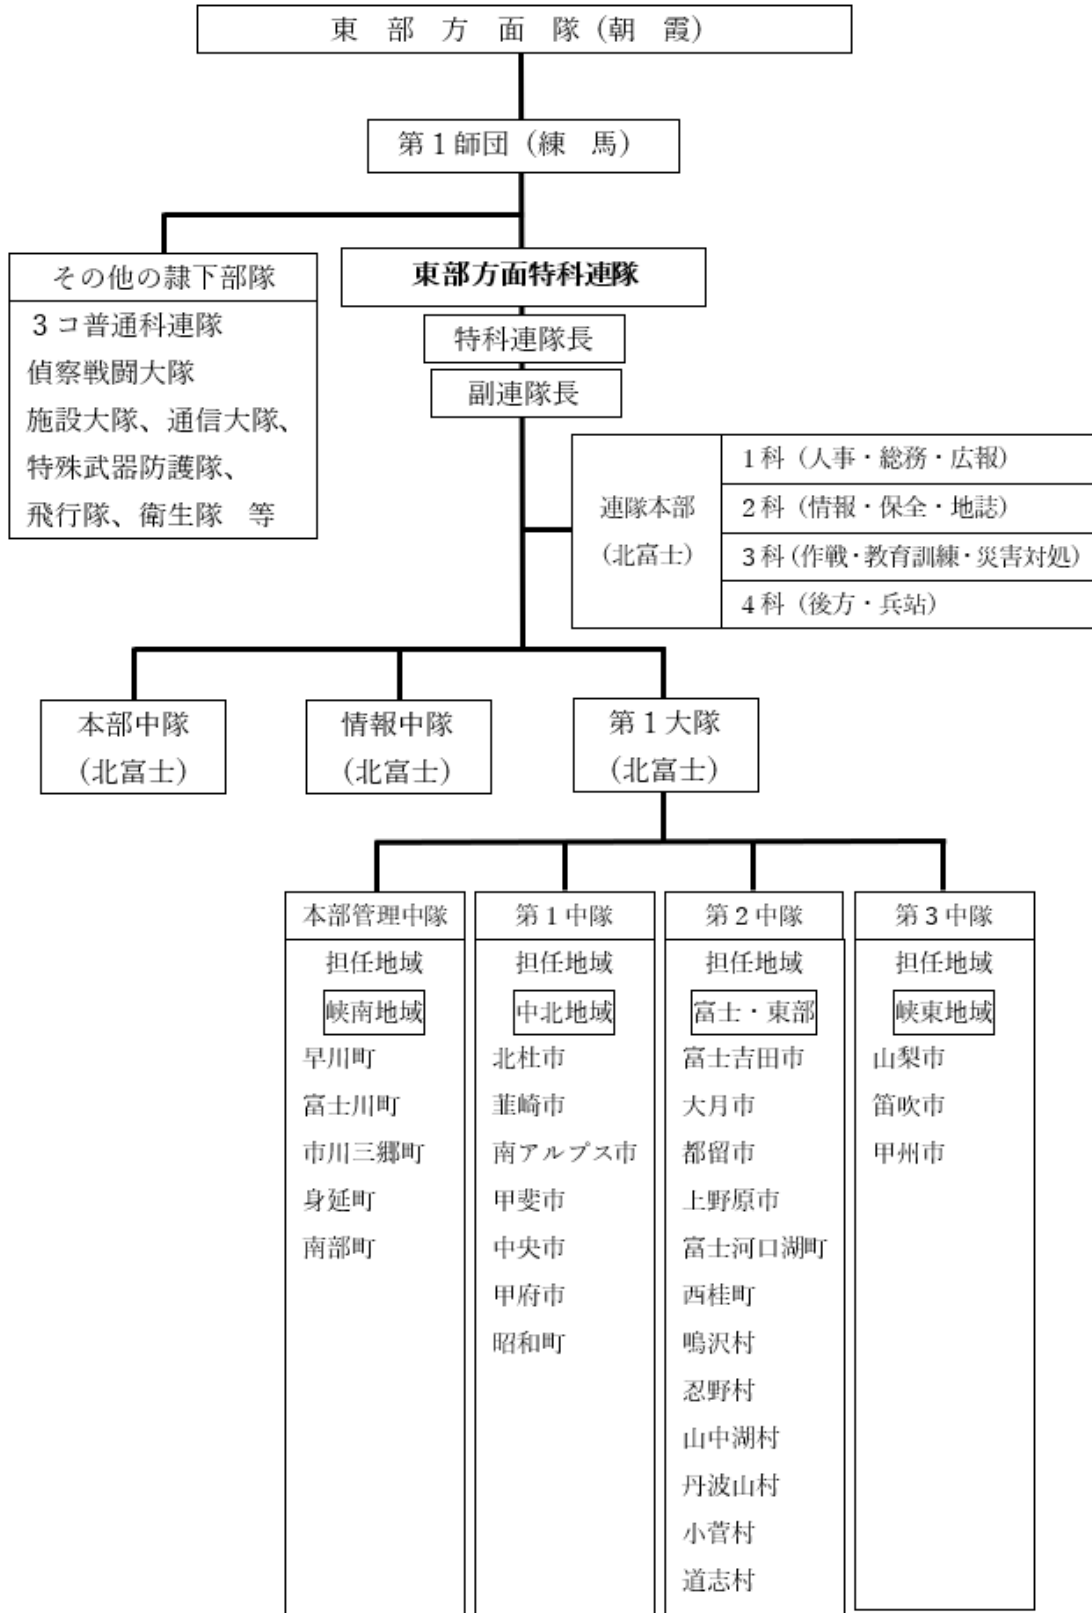 東 部 方 面 隊 (朝 霞)
第1師団 (練 馬)
その他の隷下部隊
3コ普通科連隊
偵察戦闘大隊
施設大隊、通信大隊、
特殊武器防護隊、
飛行隊、衛生隊 等
東部方面特科連隊
特科連隊長
副連隊長
連隊本部
(北富士)
1科 (人事・総務・広報)
2科 (情報・保全・地誌)
3科 (作戦・教育訓練・災害対処)
4科 (後方・兵站)
本部中隊
(北富士)
情報中隊
(北富士)
第1大隊
(北富士)
本部管理中隊
担任地域
峡南地域
早川町
富士川町
市川三郷町
身延町
南部町
第1中隊
担任地域
中北地域
北杜市
韮崎市
南アルプス市
甲斐市
中央市
甲府市
昭和町
第2中隊
担任地域
富士・東部
富士吉田市
大月市
都留市
上野原市
富士河口湖町
西桂町
鳴沢村
忍野村
山中湖村
丹波山村
小菅村
道志村
第3中隊
担任地域
峡東地域
山梨市
笛吹市
甲州市